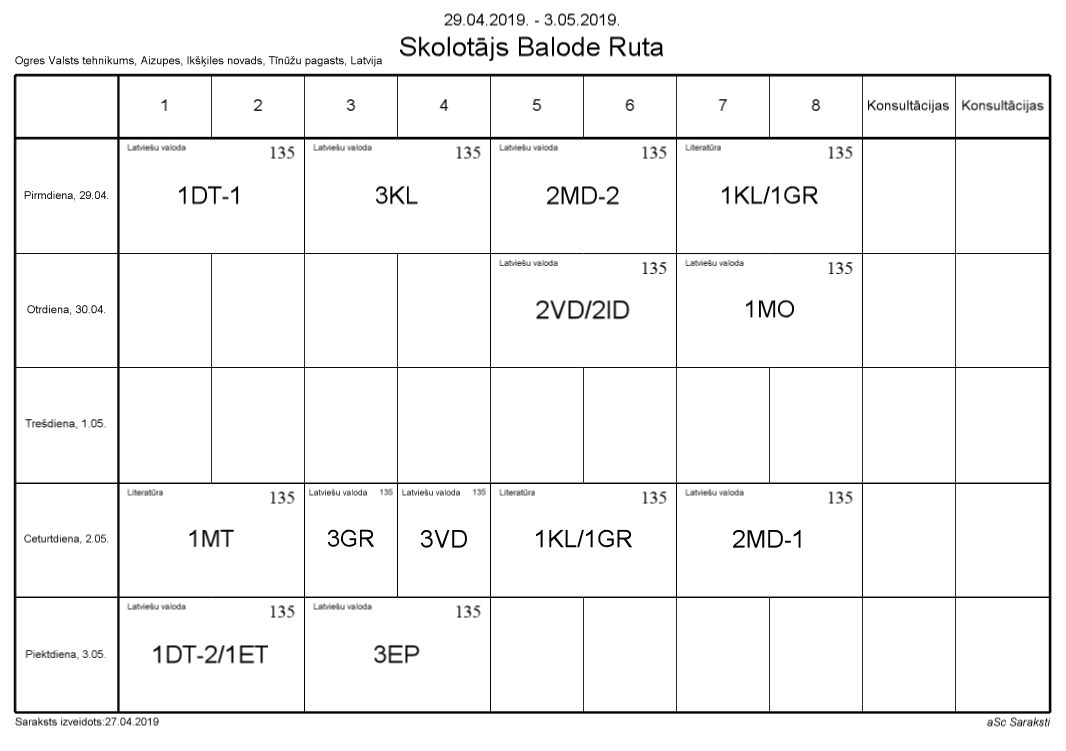 29.04.2019. - 3.05.2019.
Skolotājs Balode Ruta
Ogres Valsts tehnikums, Aizupes, Ikšķiles novads, Tīnūžu pagasts, Latvija
1 2 3 4 5 6 7 8 Konsultācijas Konsultācijas
Pirmdiena, 29.04.
Latviešu valoda 135
1DT-1
Latviešu valoda 135
3KL
Latviešu valoda 135
2MD-2
Literatūra 135
1KL/1GR
Otrdiena, 30.04.
Latviešu valoda 135
2VD/2ID
Latviešu valoda 135
1MO
Trešdiena, 1.05.
Ceturtdiena, 2.05.
Literatūra 135
1MT
Latviešu valoda 135
3GR
Latviešu valoda 135
3VD
Literatūra 135
1KL/1GR
Latviešu valoda 135
2MD-1
Piektdiena, 3.05.
Latviešu valoda 135
1DT-2/1ET
Latviešu valoda 135
3EP
Saraksts izveidots:27.04.2019
aSc Saraksti